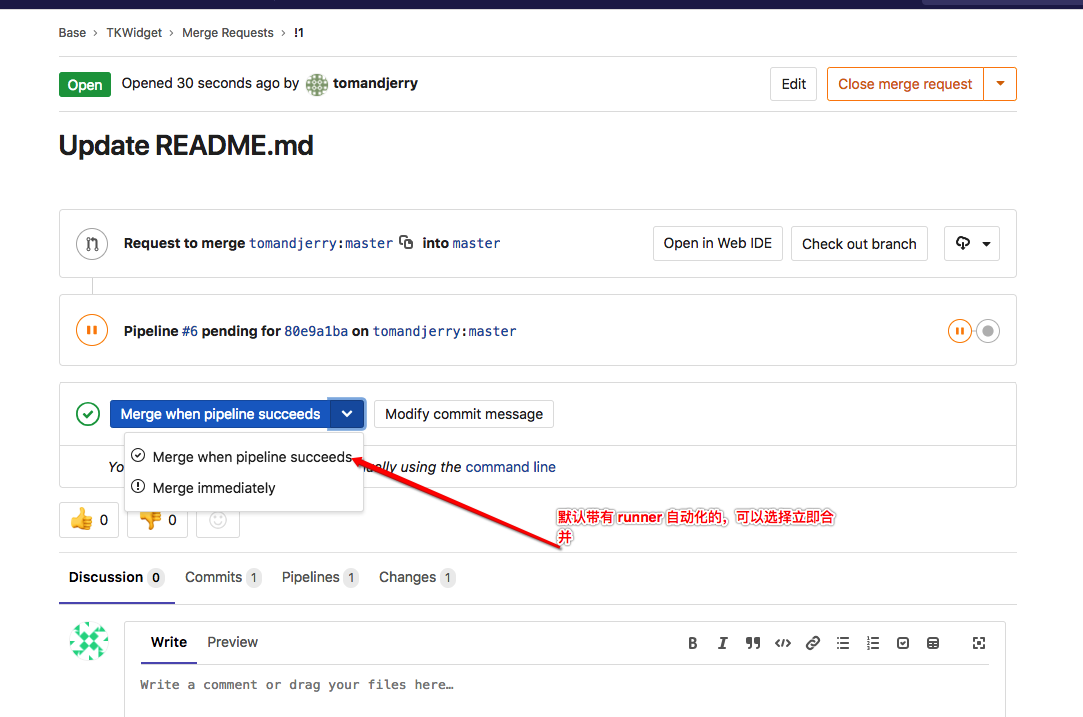 Base › TKWidget › Merge Requests › !1
Open Opened 30 seconds ago by tomandjerry Edit Close merge request
Update README.md
Request to merge tomandjerry:master into master Open in Web IDE Check out branch
Pipeline #6 pending for 80e9a1ba on tomandjerry:master
Merge when pipeline succeeds Modify commit message
Merge when pipeline succeeds
using the command line
Merge immediately
默认带有 runner 自动化的，可以选择立即合
并
0 0
Discussion 0 Commits 1 Pipelines 1 Changes 1
Write Preview
Write a comment or drag your files here…